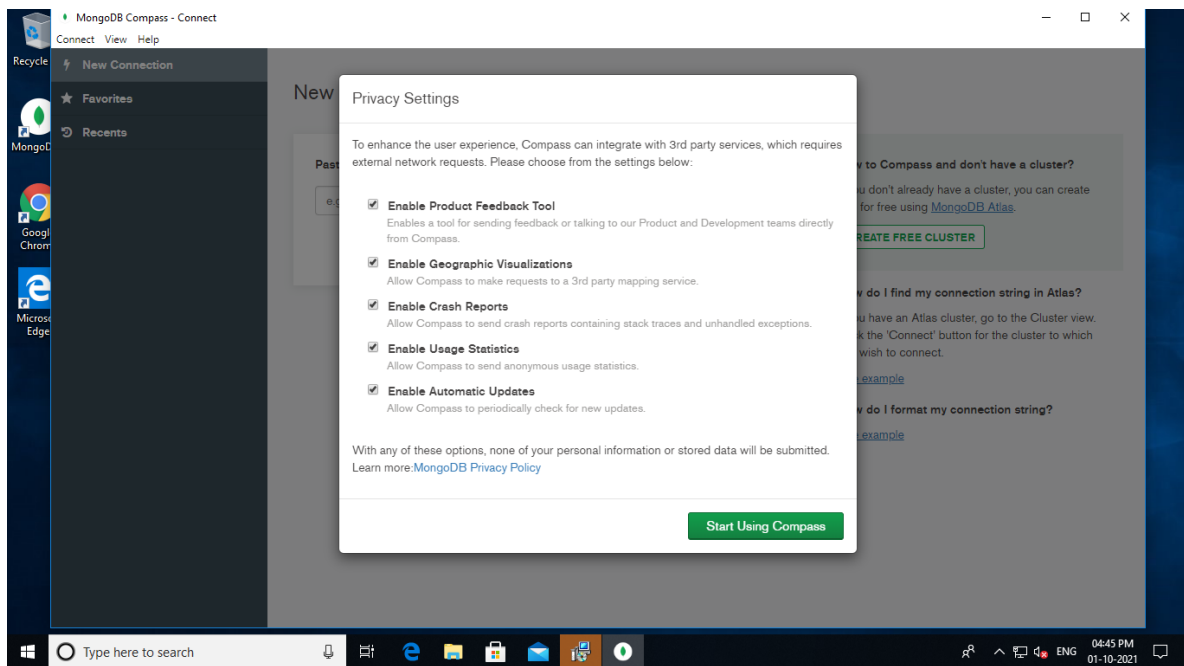 MongoDB Compass - Connect
Connect View Help
Recycle
New Connection
Favorites
Recents
MongoD
Googl
Chrom
Micros
Edge
New
Past
e.g
Privacy Settings
To enhance the user experience, Compass can integrate with 3rd party services, which requires
external network requests. Please choose from the settings below:
Enable Product Feedback Tool
Enables a tool for sending feedback or talking to our Product and Development teams directly
from Compass.
Enable Geographic Visualizations
Allow Compass to make requests to a 3rd party mapping service.
Enable Crash Reports
Allow Compass to send crash reports containing stack traces and unhandled exceptions.
Enable Usage Statistics
Allow Compass to send anonymous usage statistics.
Enable Automatic Updates
Allow Compass to periodically check for new updates.
With any of these options, none of your personal information or stored data will be submitted.
Learn more:MongoDB Privacy Policy
Start Using Compass
v to Compass and don't have a cluster?
u don't already have a cluster, you can create
for free using MongoDB Atlas.
REATE FREE CLUSTER
v do I find my connection string in Atlas?
u have an Atlas cluster, go to the Cluster view.
k the 'Connect' button for the cluster to which
wish to connect.
example
v do I format my connection string?
example
Type here to search
ENG
04:45 PM
01-10-2021